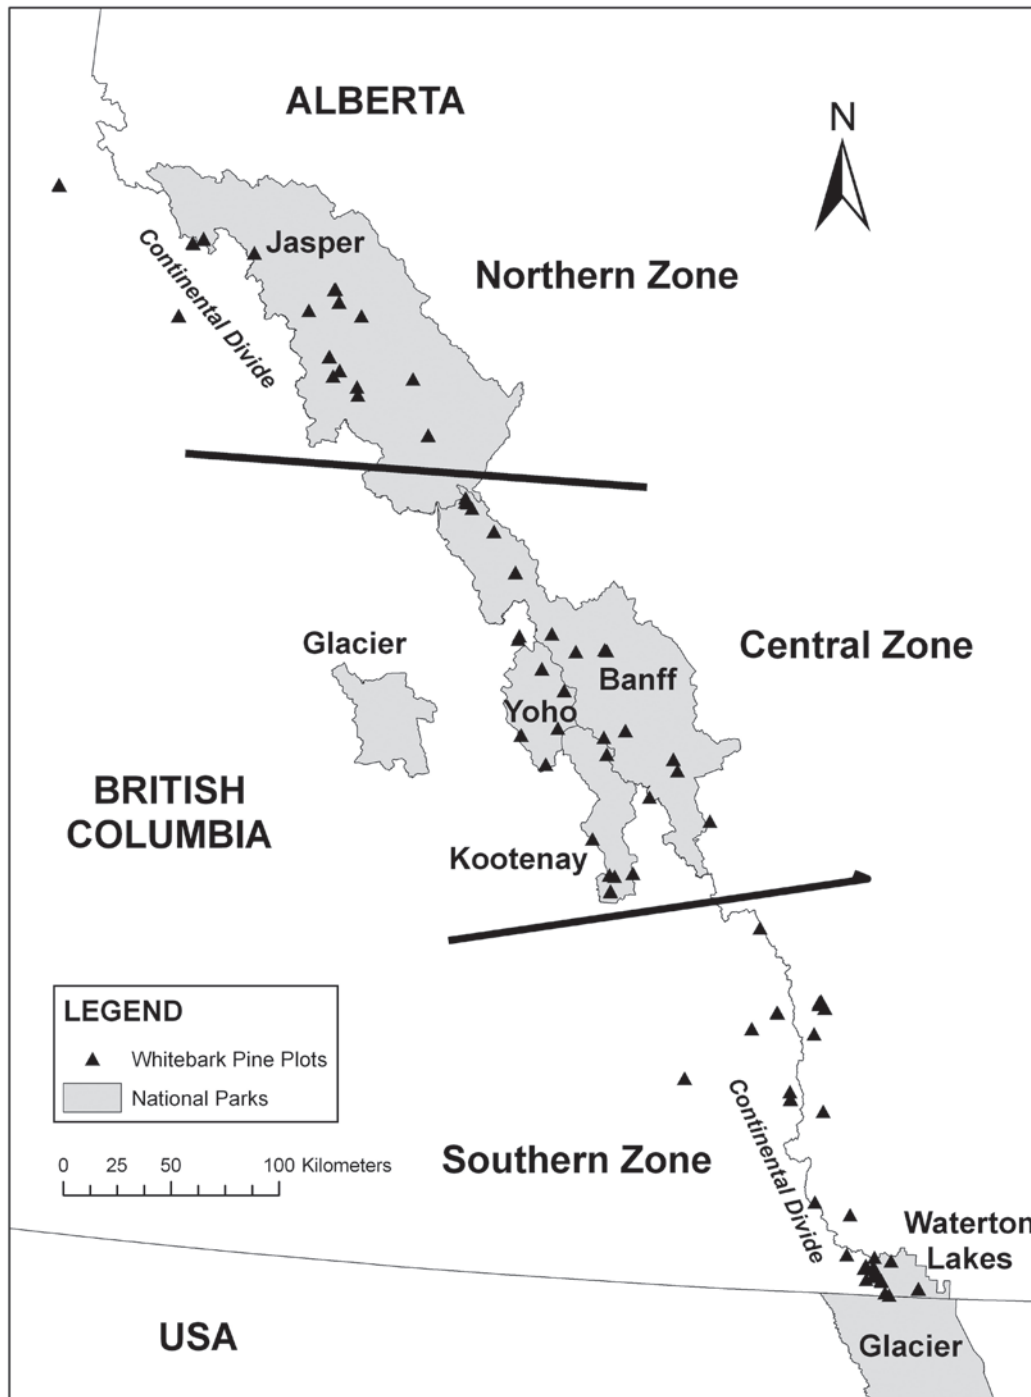 ALBERTA
N
Jasper
Continental Divide
Northern Zone
Glacier
Central Zone
Banff
Yoho
BRITISH
COLUMBIA
Kootenay
LEGEND
Whitebark Pine Plots
National Parks
0 25 50 100 Kilometers
Southern Zone
Continental Divide
Waterton
Lakes
USA
Glacier